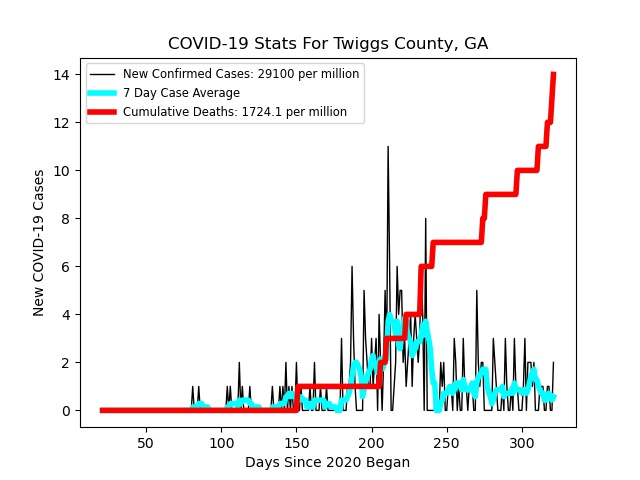 COVID-19 Stats For Twiggs County, GA
New Confirmed Cases: 29100 per million
7 Day Case Average
Cumulative Deaths: 1724.1 per million
New COVID-19 Cases
14
12
10
8
6
4
2
0
50 100 150 200 250 300
Days Since 2020 Began